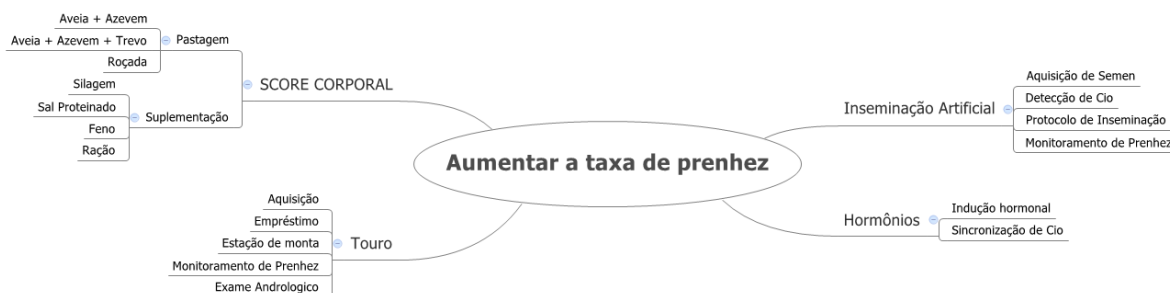 Aveia + Azevem
Aveia + Azevem + Trevo
Roçada
Pastagem
Silagem
Sal Proteinado
Feno
Ração
Suplementação
SCORE CORPORAL
Aumentar a taxa de prenhez
Inseminação Artificial
Aquisição de Semen
Detecção de Cio
Protocolo de Inseminação
Monitoramento de Prenhez
Aquisição
Empréstimo
Estação de monta
Monitoramento de Prenhez
Exame Andrologico
Touro
Hormônios
Indução hormonal
Sincronização de Cio